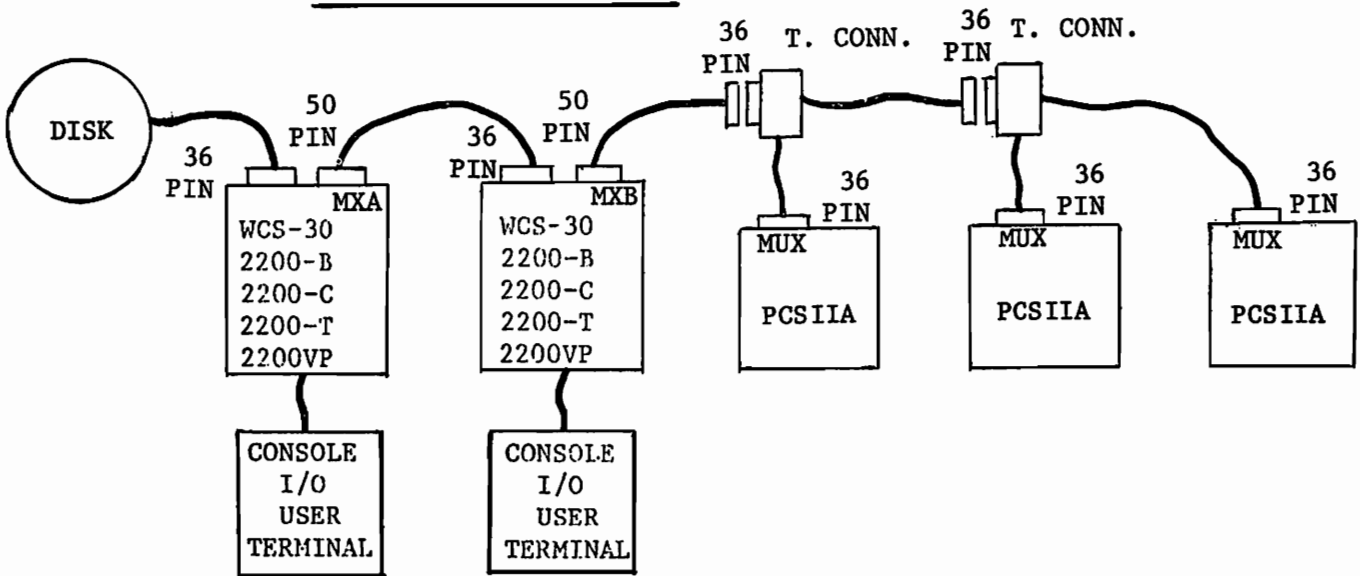 36
PIN
T. CONN.
36
PIN
T. CONN.
DISK
36
PIN
50
PIN
MXA
WCS-30
2200-B
2200-C
2200-T
2200VP
CONSOLE
I/O
USER
TERMINAL
36
PIN
50
PIN
MXB
WCS-30
2200-B
2200-C
2200-T
2200VP
CONSOLE
I/O
USER
TERMINAL
36
PIN
MUX
PCSIIA
36
PIN
MUX
PCSIIA
36
PIN
MUX
PCSIIA